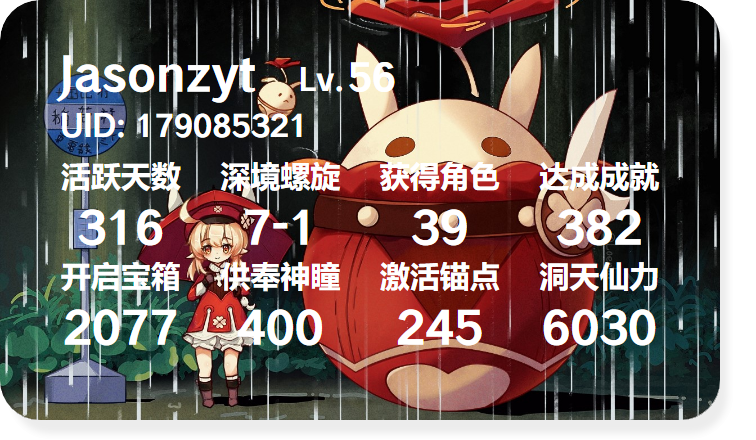 Jasonzyt Lv.56
UID: 179085321
活跃天数 深境螺旋 获得角色 达成成就
316 7-1 39 382
开启宝箱 供奉神瞳 激活锚点 洞天仙力
2077 400 245 6030